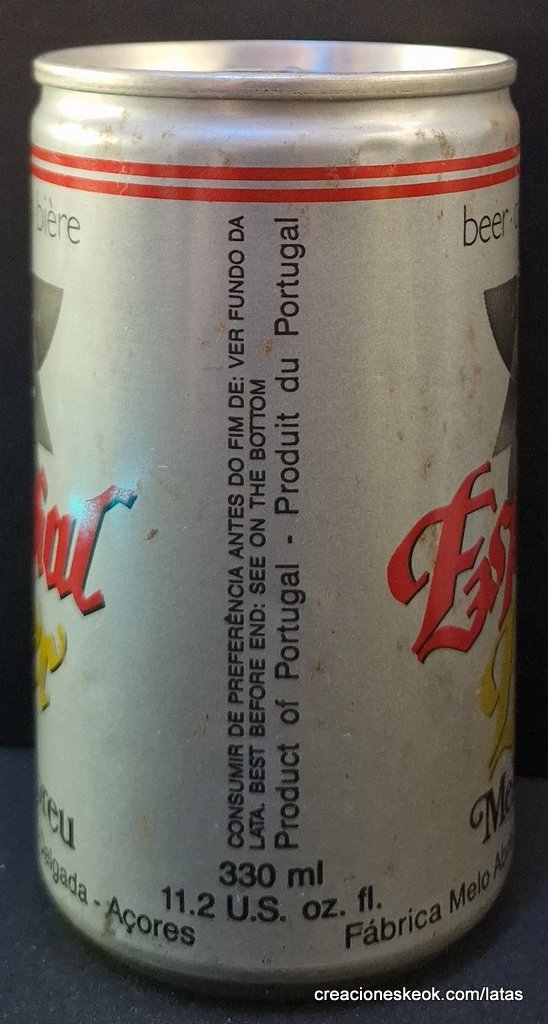 bière
beer
CONSUMIR DE PREFERÊNCIA ANTES DO FIM DE: VER FUNDO DA
LATA. BEST BEFORE END: SEE ON THE BOTTOM
Product of Portugal - Produit du Portugal
330 ml
11.2 U.S. oz. fl.
- Açores
Fábrica Melo
creacioneskeok.com/latas